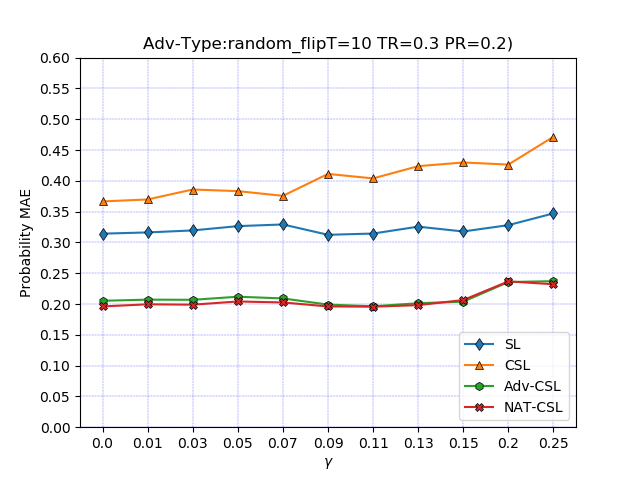 Adv-Type:random_flipT=10 TR=0.3 PR=0.2)
0.60
0.55
0.50
0.45
0.40
0.35
0.30
0.25
0.20
0.15
0.10
0.05
0.00
Probability MAE
SL
CSL
Adv-CSL
NAT-CSL
0.0 0.01 0.03 0.05 0.07 0.09 0.11 0.13 0.15 0.2 0.25
γ